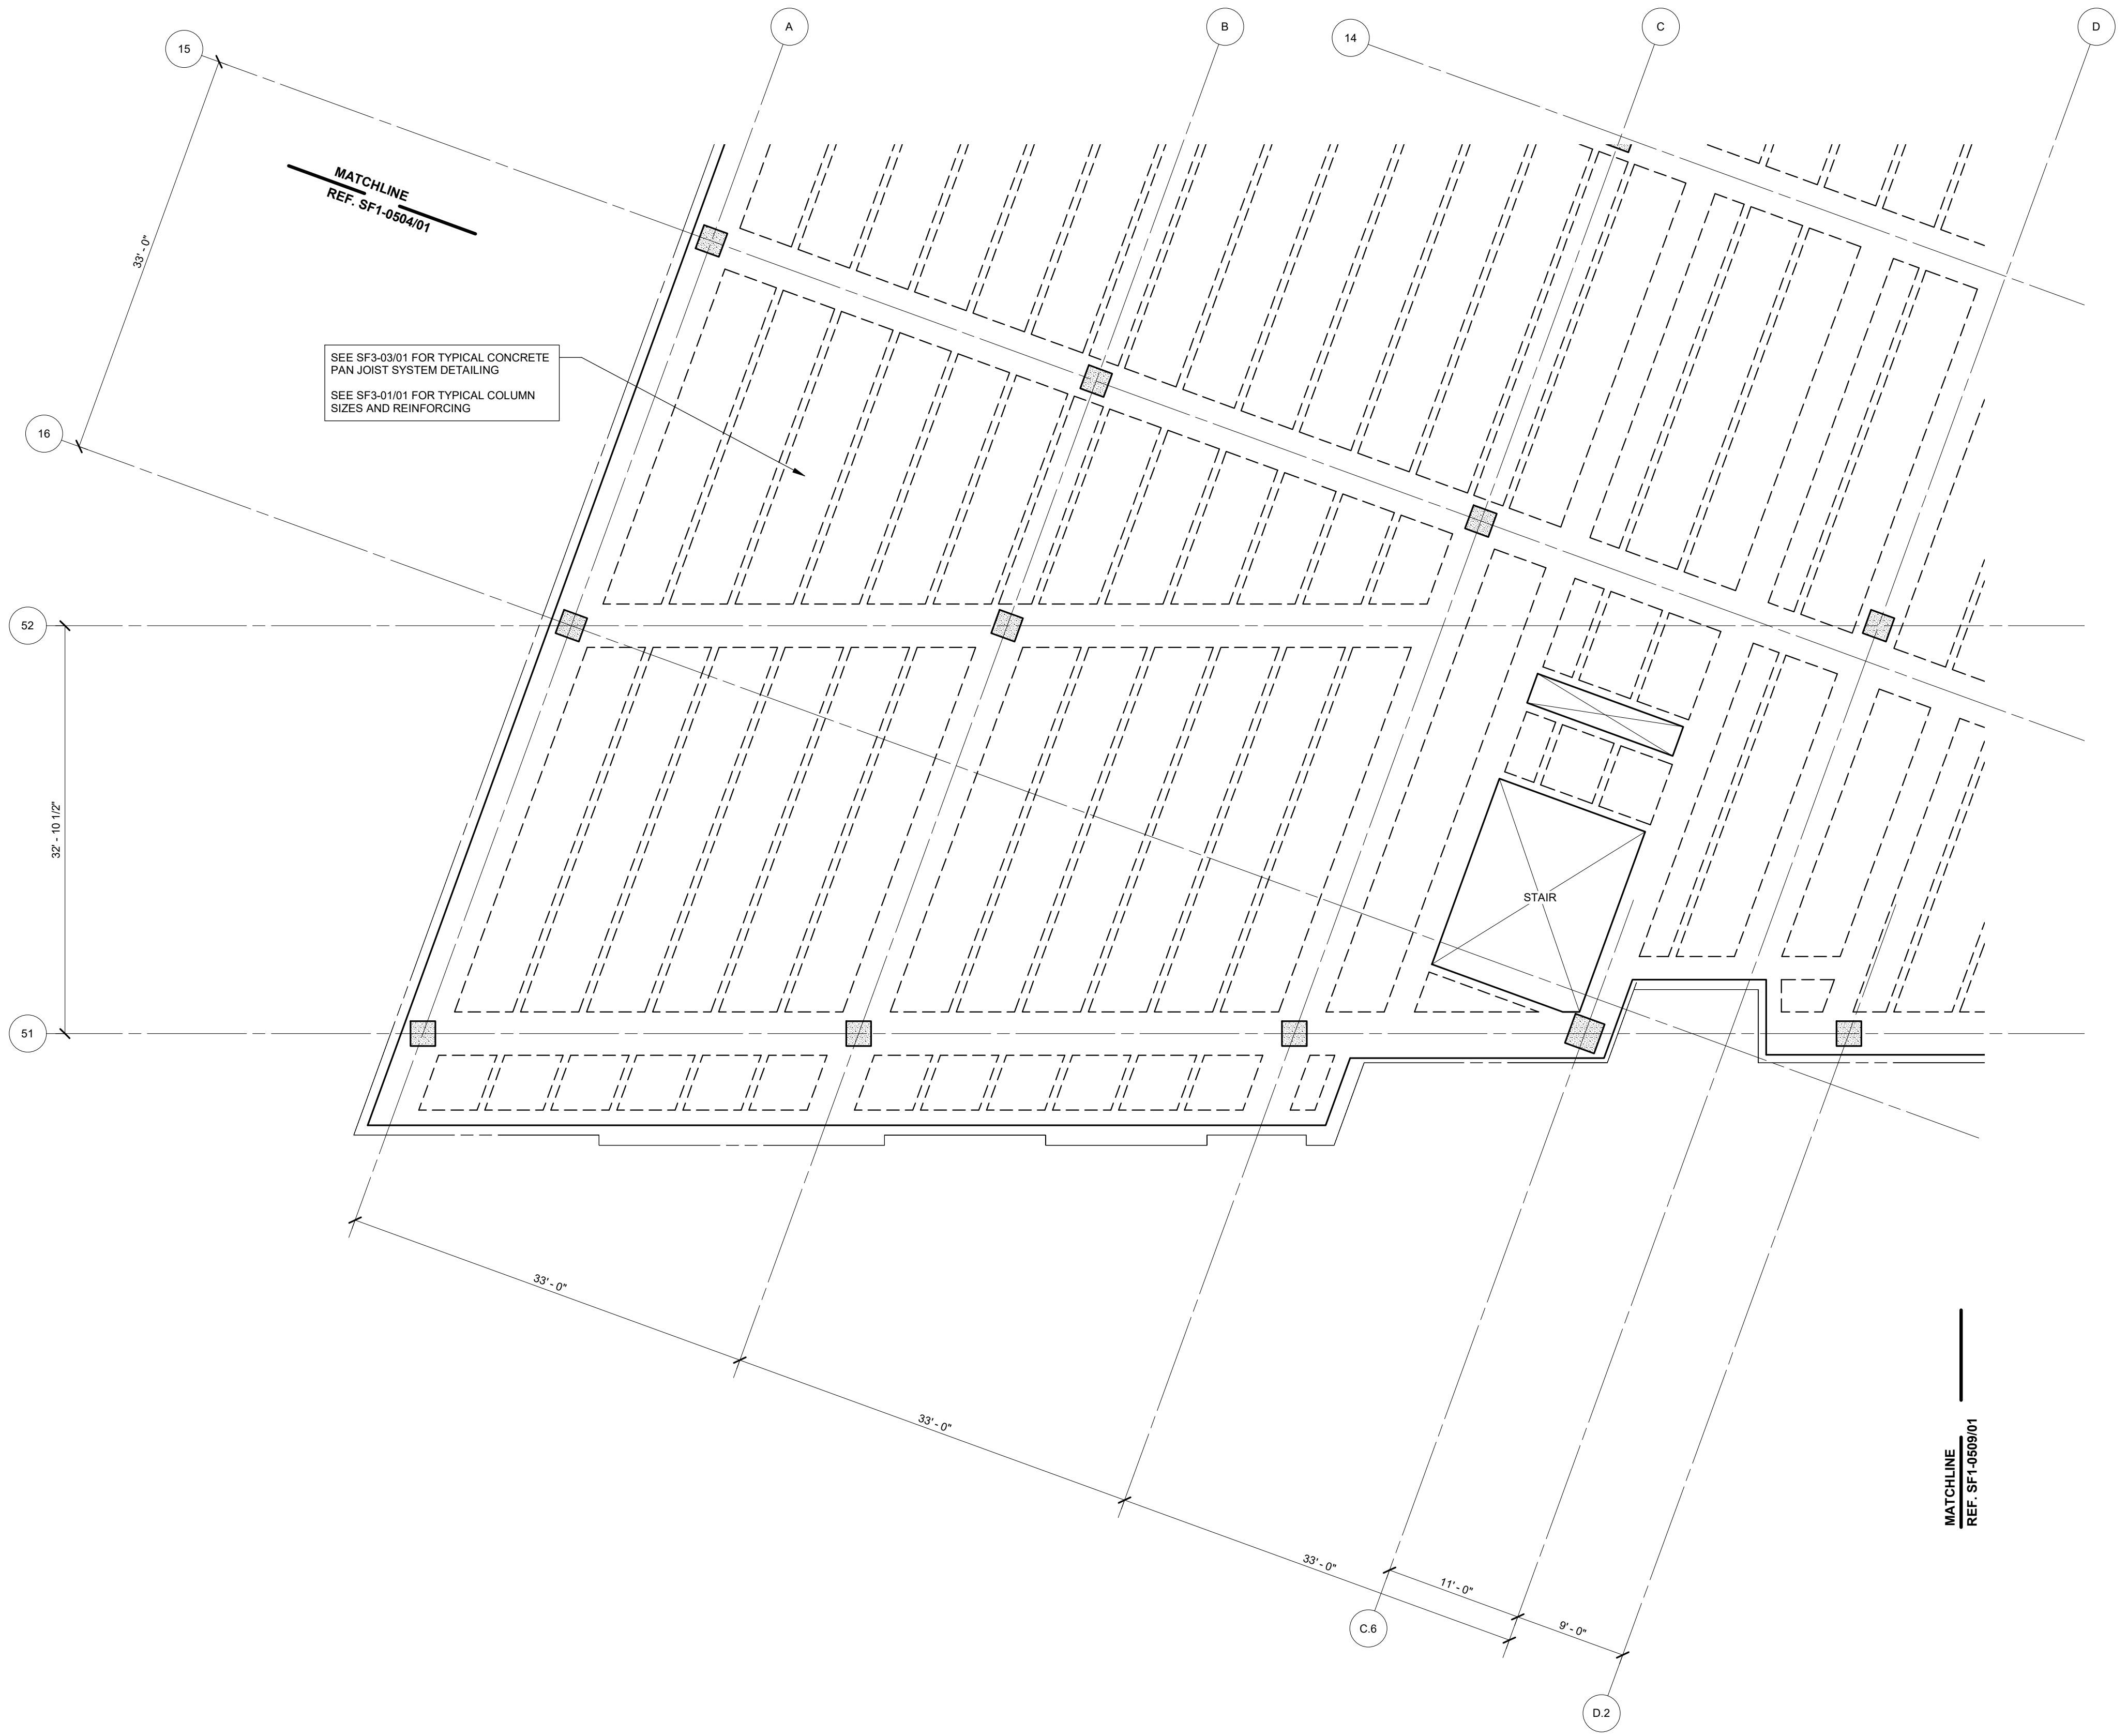 A
B
14
C
D
15
MATCHLINE
REF. SF1-0504/01
33' - 0"
SEE SF3-03/01 FOR TYPICAL CONCRETE
PAN JOIST SYSTEM DETAILING
SEE SF3-01/01 FOR TYPICAL COLUMN
SIZES AND REINFORCING
16
52
32' - 10 1/2"
STAIR
51
33' - 0"
33' - 0"
33' - 0"
11' - 0"
9' - 0"
C.6
D.2
MATCHLINE
REF. SF1-0509/01